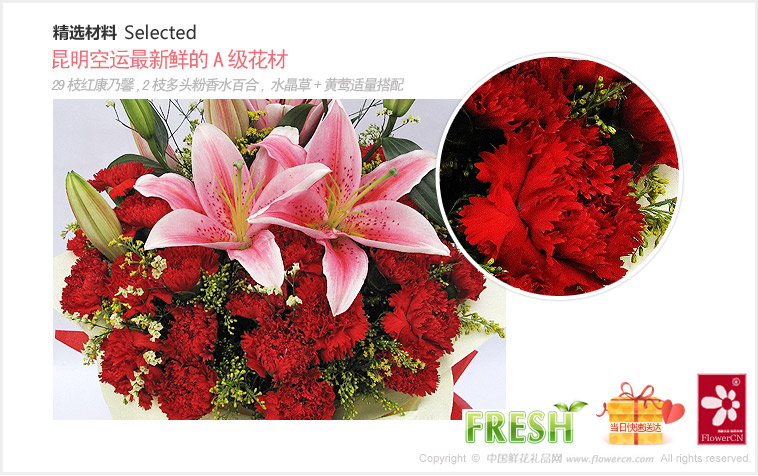 精选材料 Selected
昆明空运最新鲜的 A 级花材
29 枝红康乃馨 , 2 枝多头粉香水百合 , 水晶草 + 黄莺适量搭配
FRESH
当日快速送达
FlowerCN
Copyright © 中国鲜花礼品网 www.flowercn.com All rights reserved.